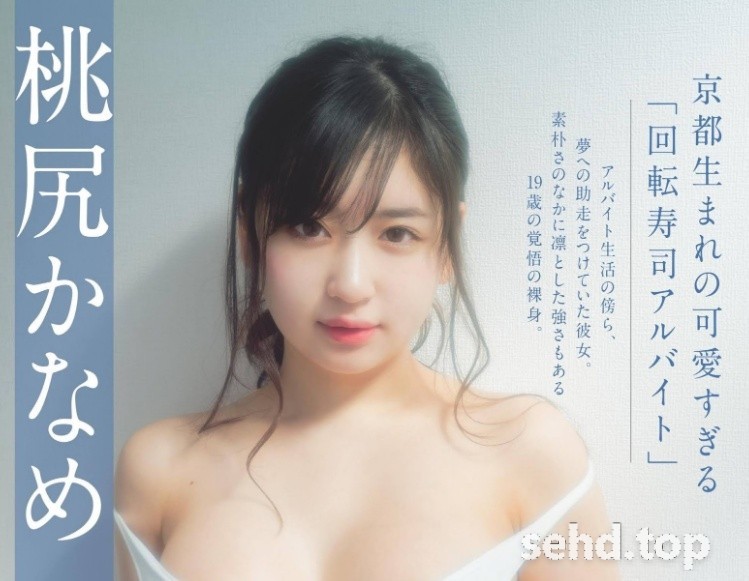 桃尻かなめ
京都生まれの可愛すぎる
「回転寿司アルバイト」
アルバイト生活の傍ら、
夢への助走をつけていた彼女。
素朴さのなかに凛とした強さもある
19歳の覚悟の裸身。
sehd.top